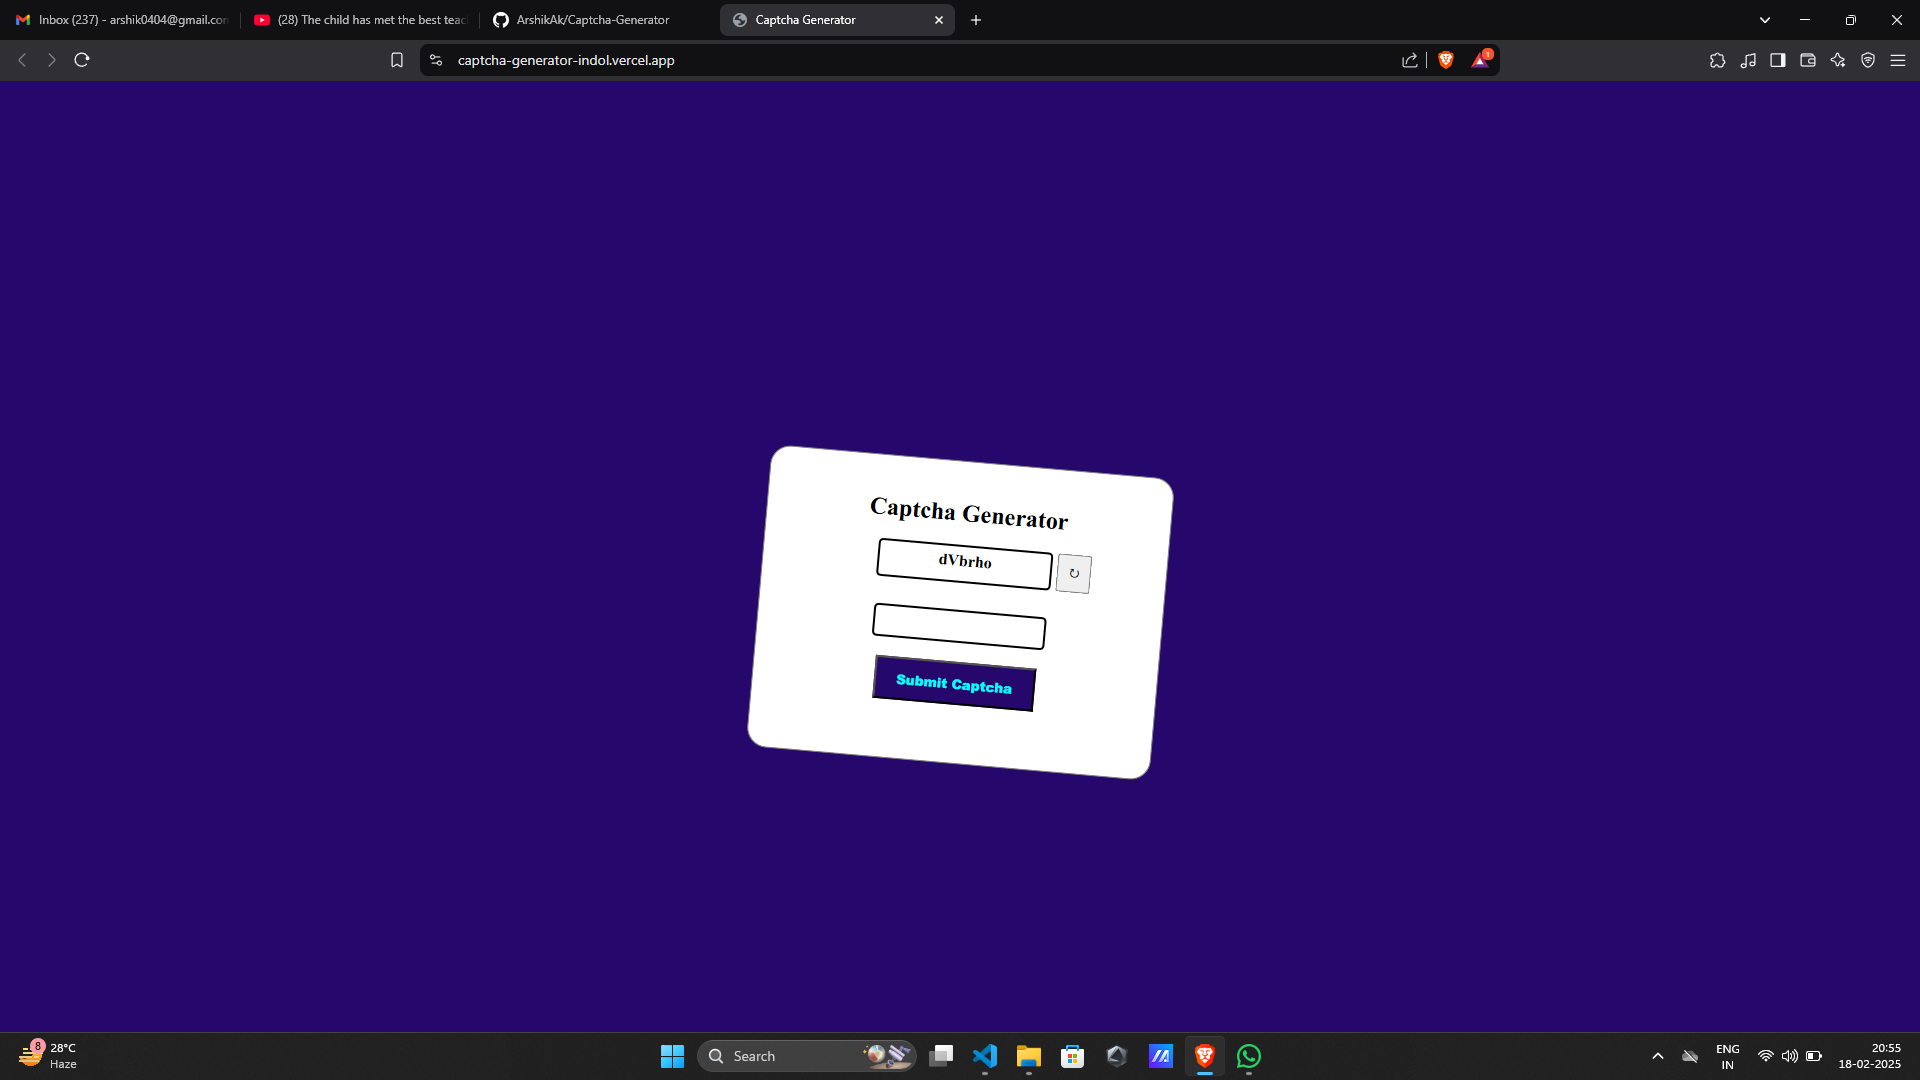 Inbox (237) - arshik0404@gmail.con
(28) The child has met the best teac
ArshikAk/Captcha-Generator
Captcha Generator
captcha-generator-indol.vercel.app
1
Captcha Generator
dVbrho
↻
Submit Captcha
8
28°C
Haze
Search
ENG
IN
20:55
18-02-2025